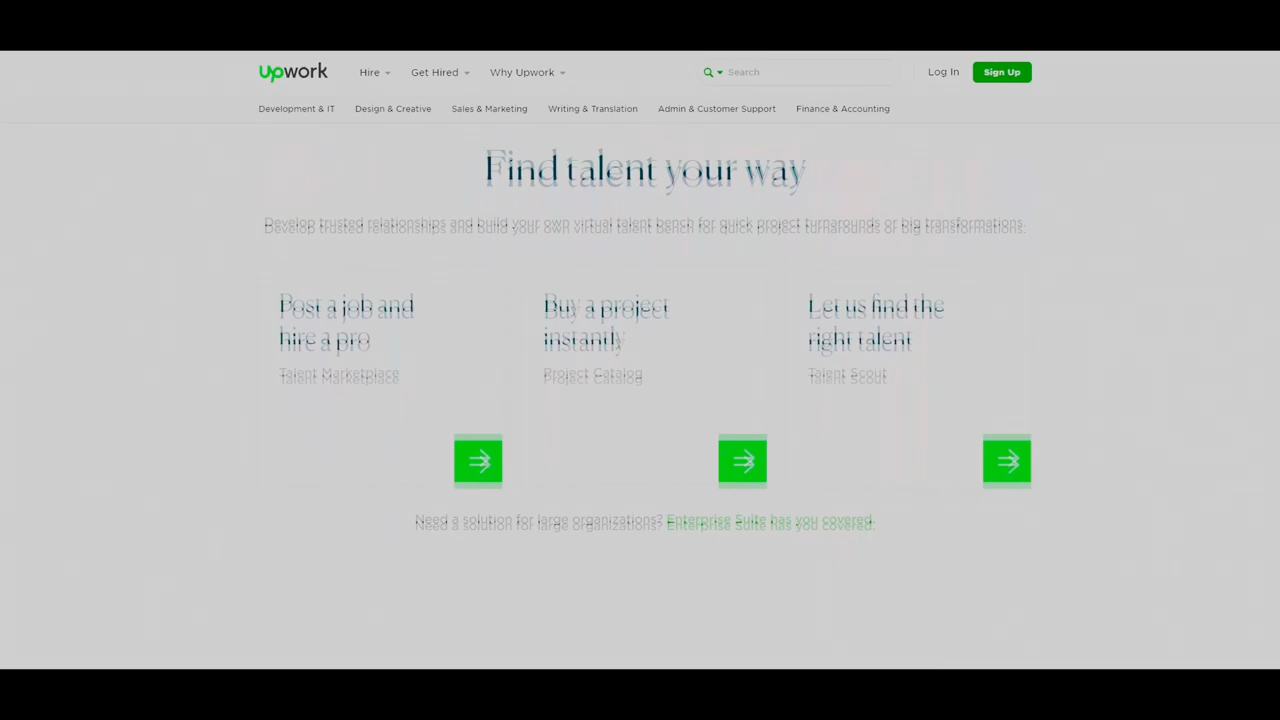 upwork Hire Get Hired Why Upwork Search Log In Sign Up
Development & IT Design & Creative Sales & Marketing Writing & Translation Admin & Customer Support Finance & Accounting
Find talent your way
Develop trusted relationships and build your own virtual talent bench for quick project turnarounds or big transformations.
Post a job and
hire a pro
Talent Marketplace
Buy a project
instantly
Project Catalog
Let us find the
right talent
Talent Scout
Need a solution for large organizations? Enterprise Suite has you covered.